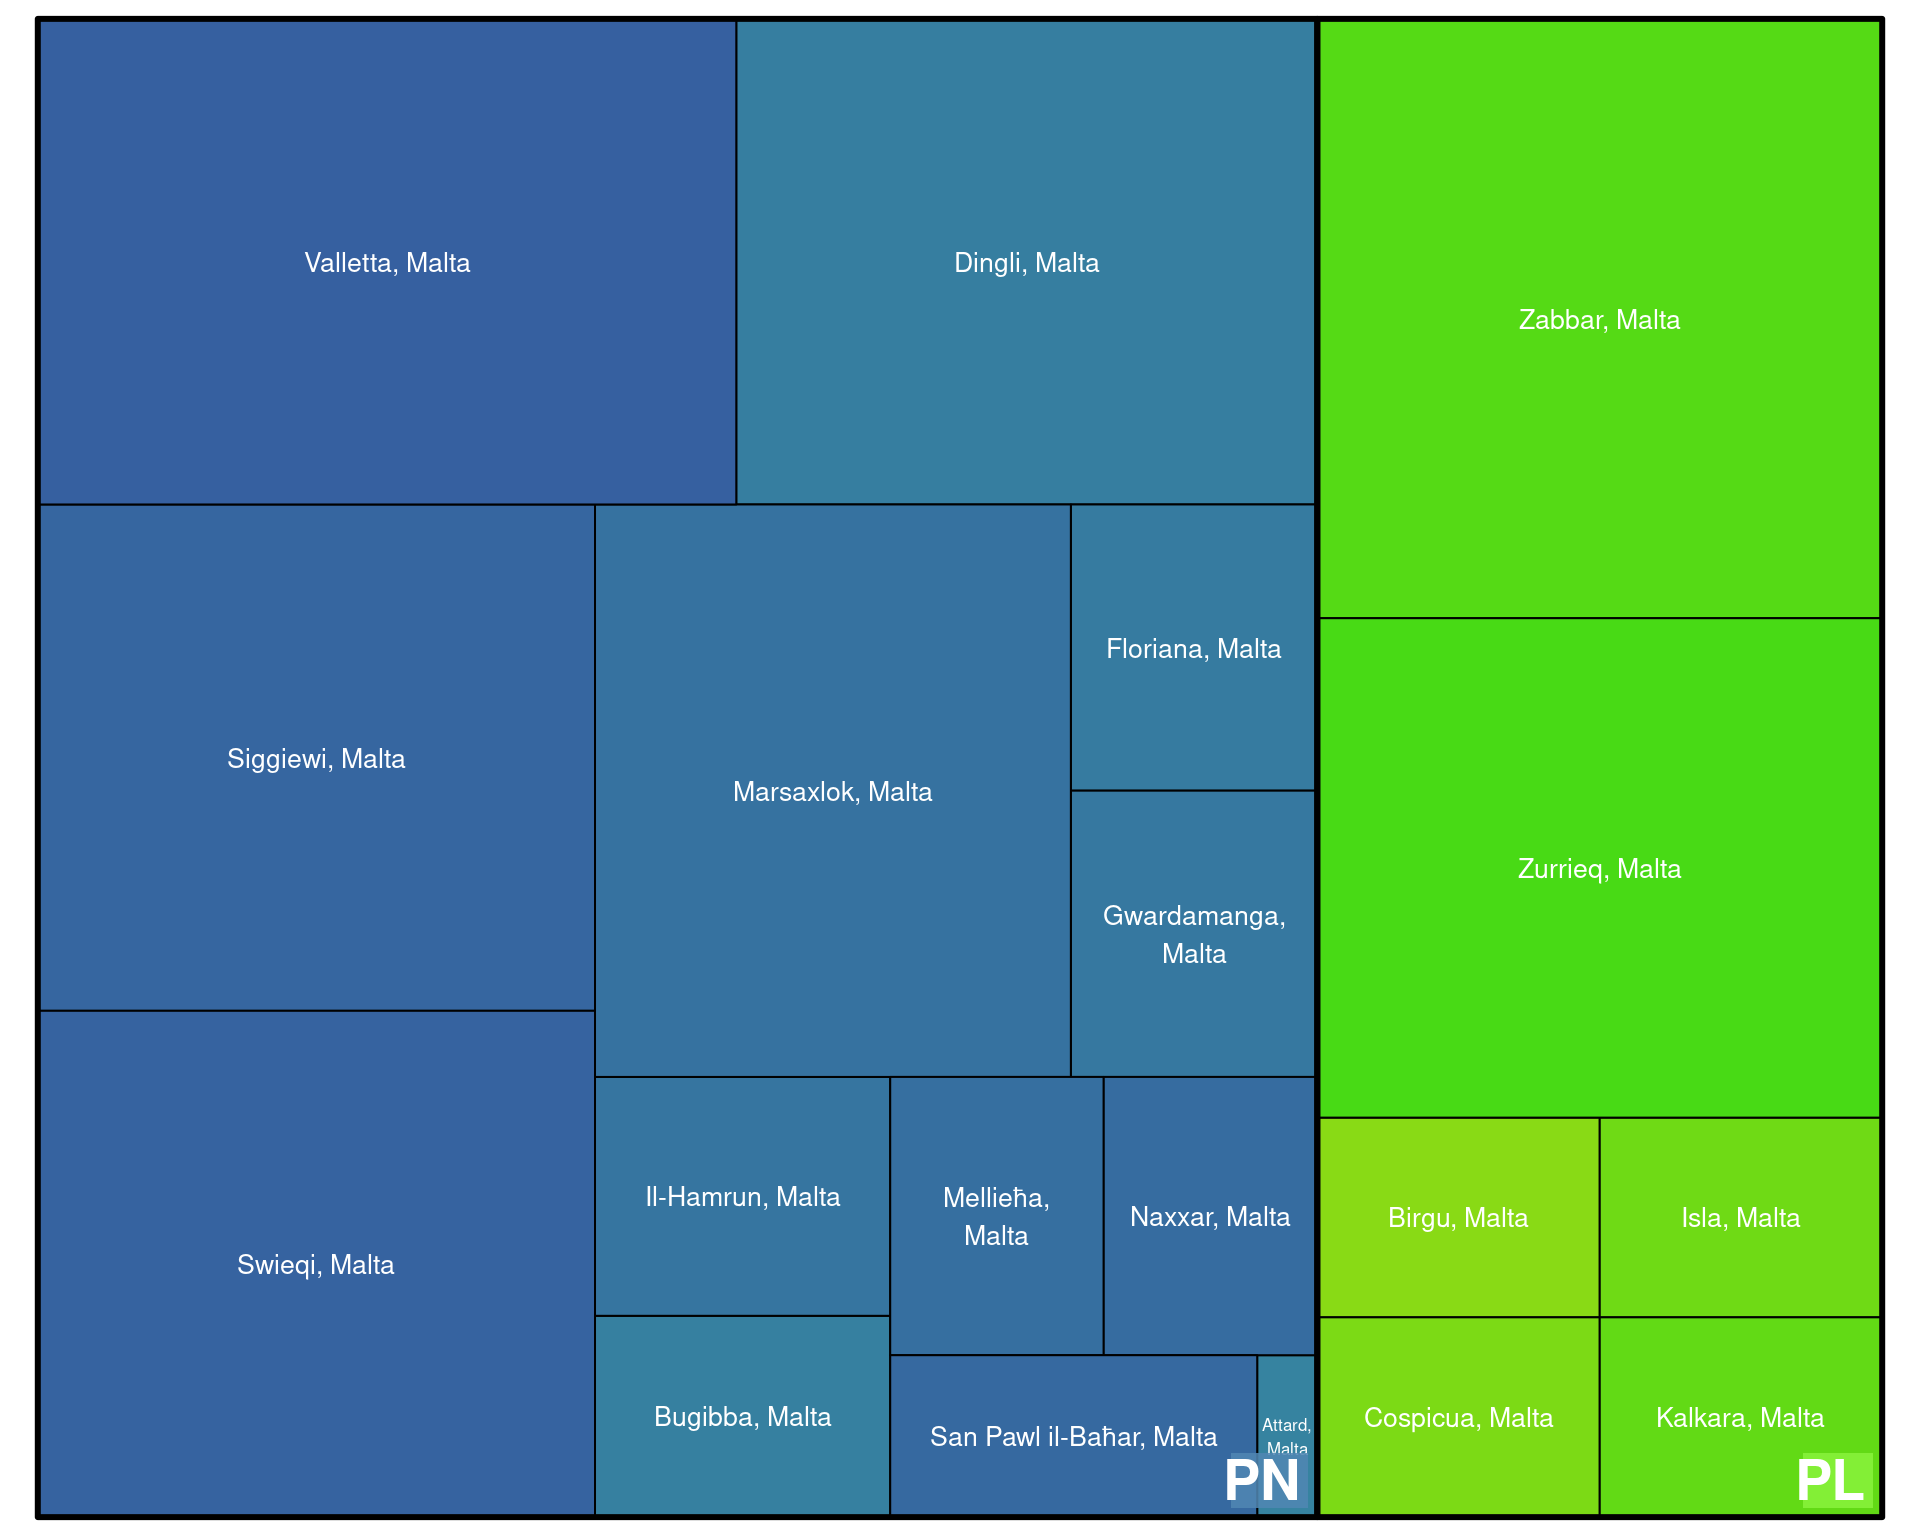 Valletta, Malta
Dingli, Malta
Zabbar, Malta
Siggiewi, Malta
Marsaxlok, Malta
Floriana, Malta
Gwardamanga,
Malta
Zurrieq, Malta
Swieqi, Malta
Il-Hamrun, Malta
Mellieħa,
Malta
Naxxar, Malta
Birgu, Malta
Isla, Malta
Bugibba, Malta
San Pawl il-Baħar, Malta
Attard,
Malta
PN
Cospicua, Malta
Kalkara, Malta
PL